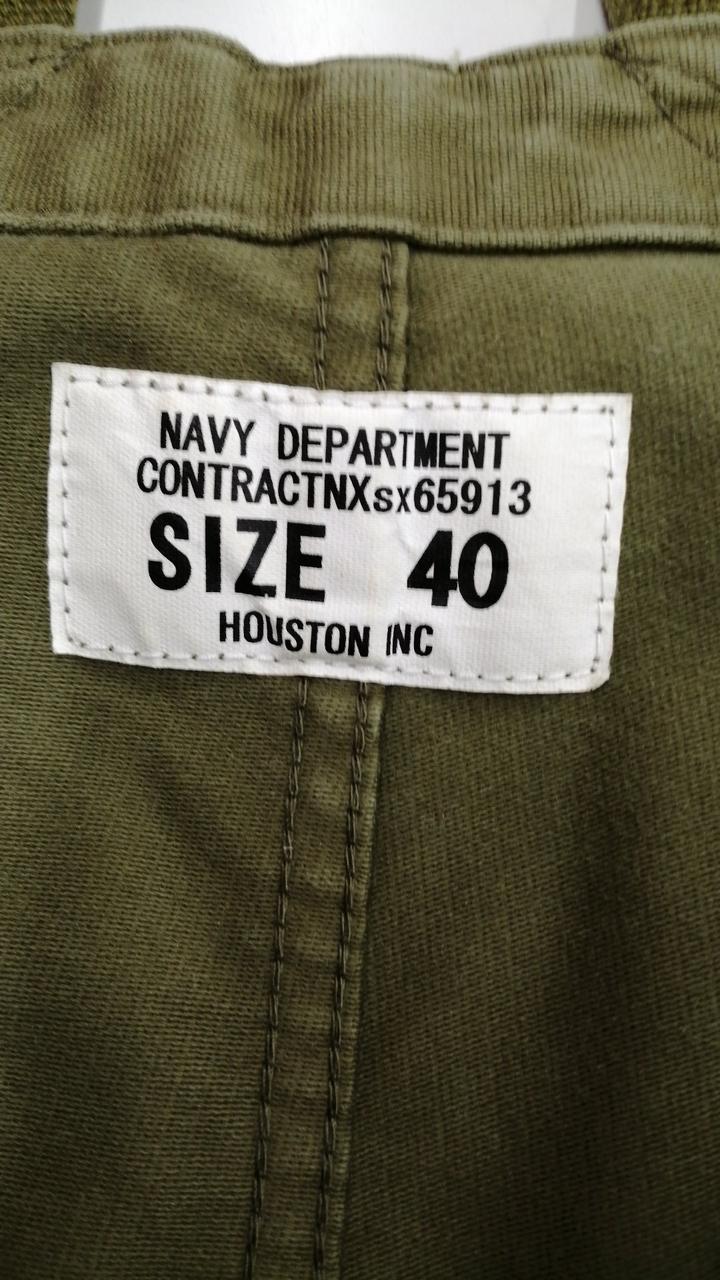 NAVY DEPARTMENT
CONTRACTNXsx65913
SIZE 40
HOUSTON INC